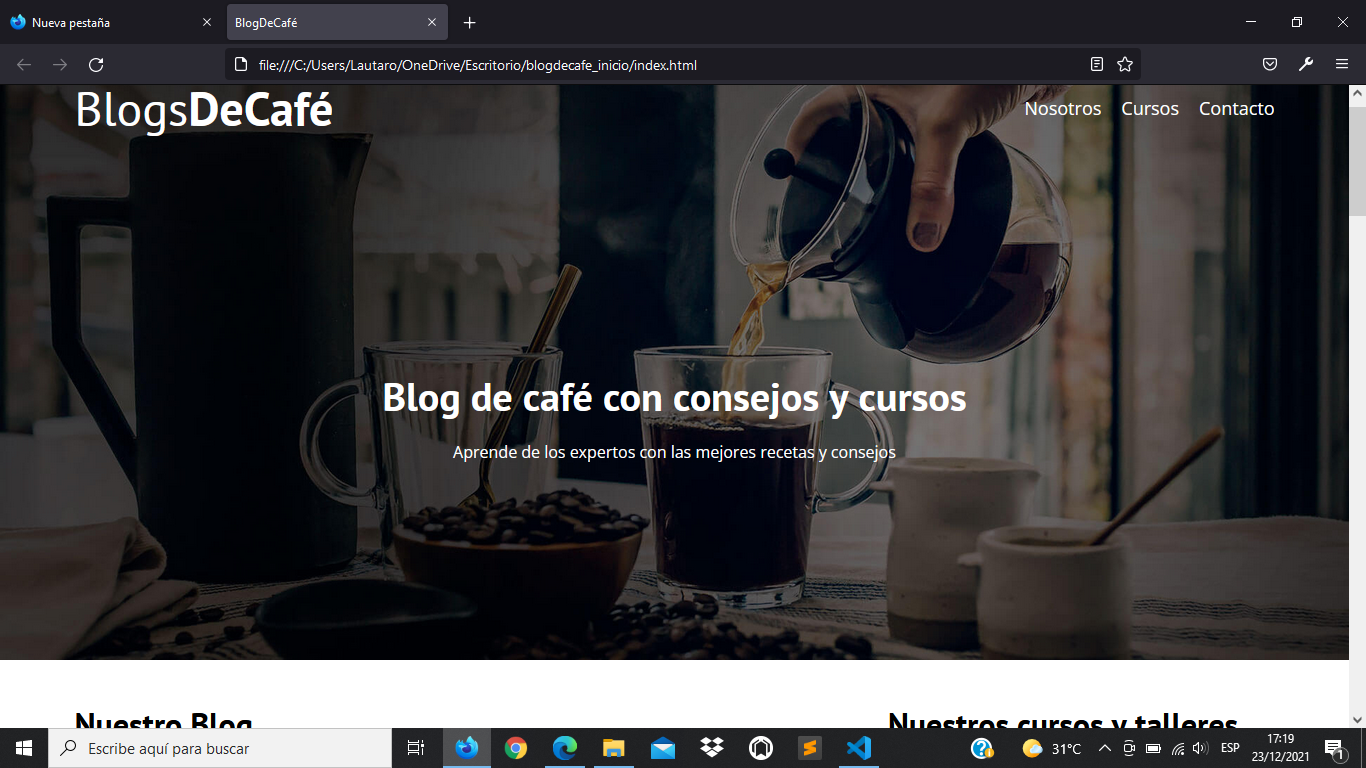 Nueva pestaña
BlogDeCafé
file:///C:/Users/Lautaro/OneDrive/Escritorio/blogdecafe_inicio/index.html
BlogsDeCafé
Nosotros Cursos Contacto
Blog de café con consejos y cursos
Aprende de los expertos con las mejores recetas y consejos
Nuestro Blog
Nuestros cursos y talleres
Escribe aquí para buscar
31°C
ESP
17:19
23/12/2021
1